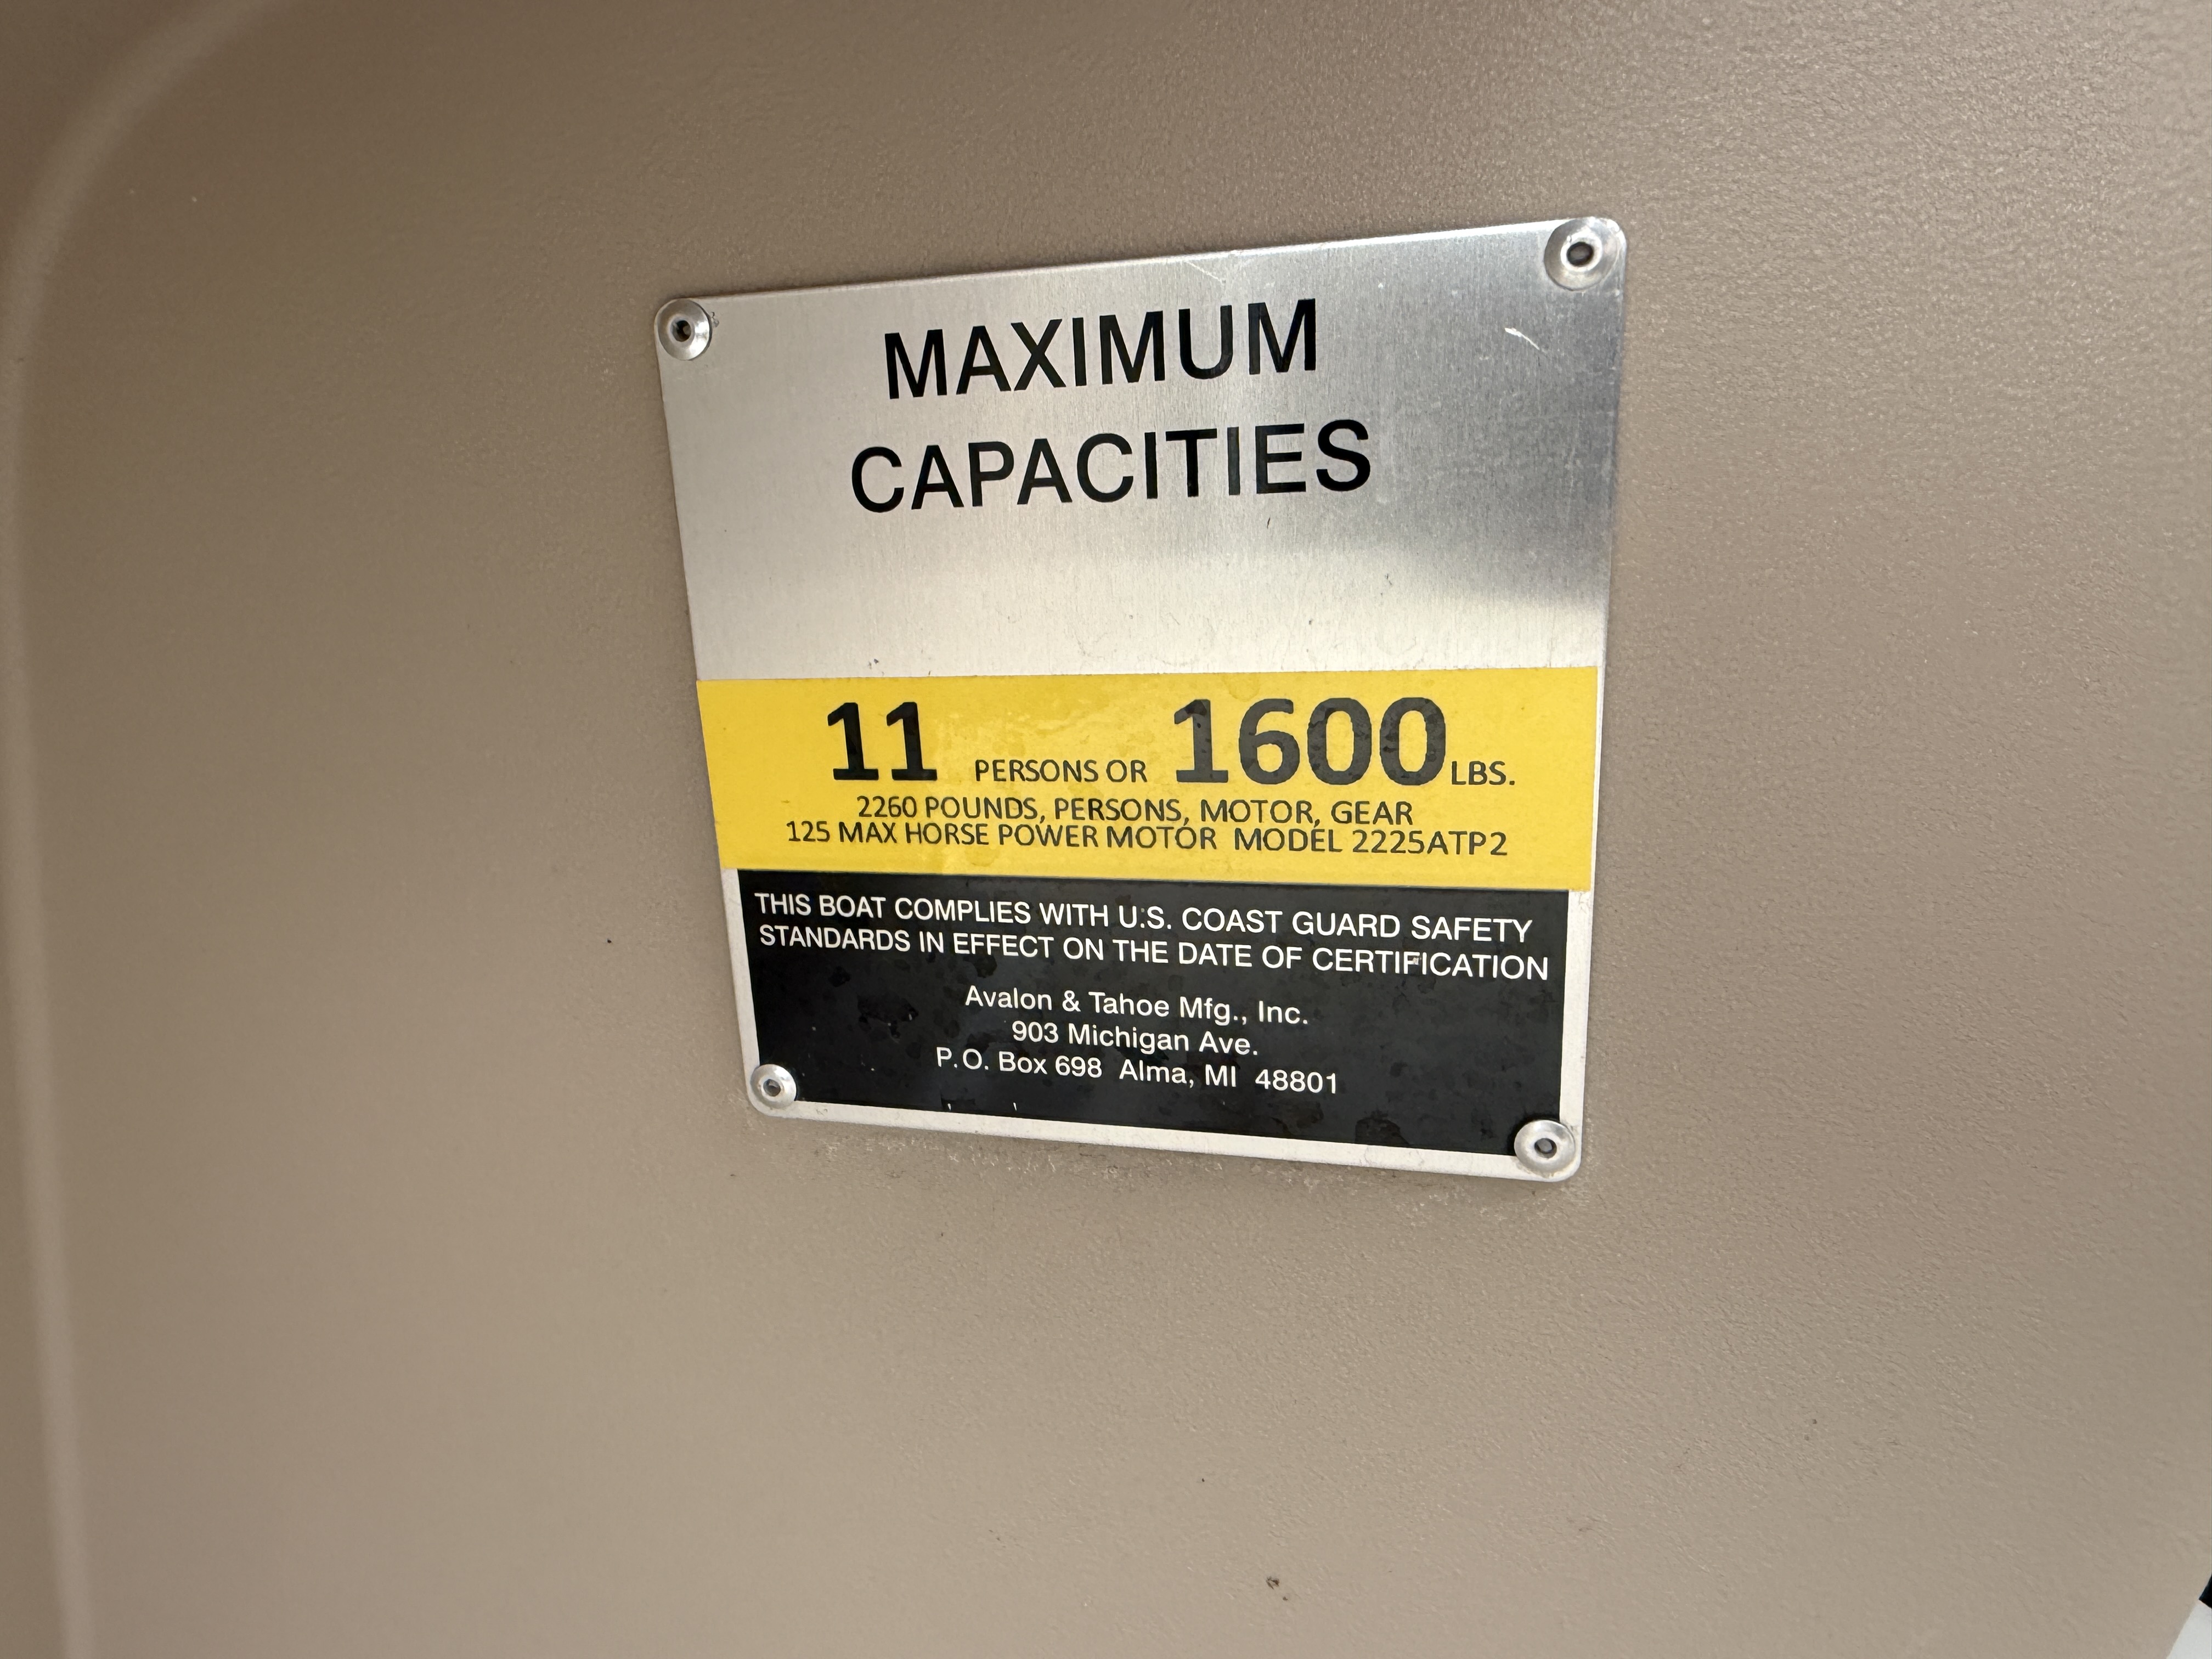 MAXIMUM
CAPACITIES
11 PERSONS OR 1600 LBS.
2260 POUNDS, PERSONS, MOTOR, GEAR
125 MAX HORSE POWER MOTOR MODEL 2225ATP2
THIS BOAT COMPLIES WITH U.S. COAST GUARD SAFETY
STANDARDS IN EFFECT ON THE DATE OF CERTIFICATION
Avalon & Tahoe Mfg., Inc.
903 Michigan Ave.
P.O. Box 698 Alma, MI 48801